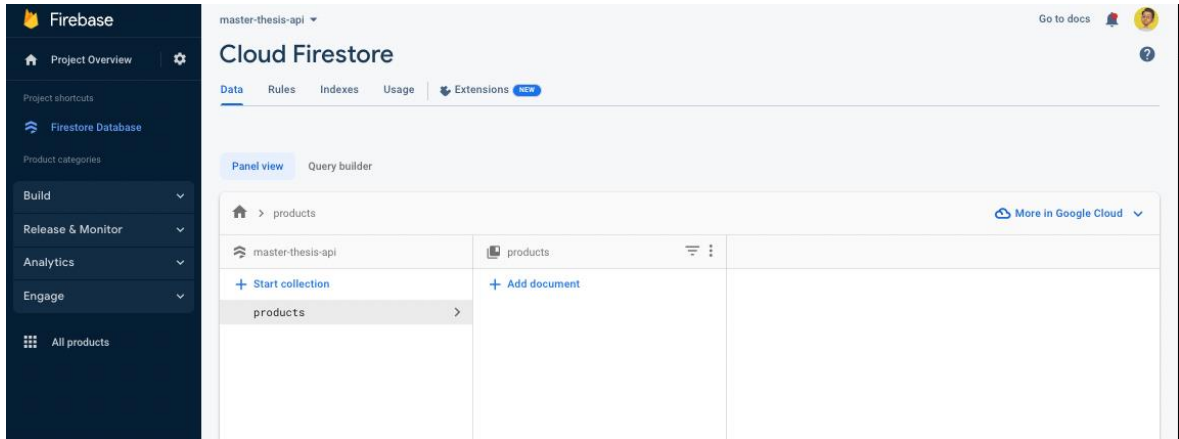 Firebase
Project Overview
Project shortcuts
Firestore Database
Product categories
Build
Release & Monitor
Analytics
Engage
All products
master-thesis-api
Go to docs
Cloud Firestore
Data Rules Indexes Usage Extensions NEW
Panel view Query builder
> products
More in Google Cloud
master-thesis-api
products
+ Start collection
+ Add document
products